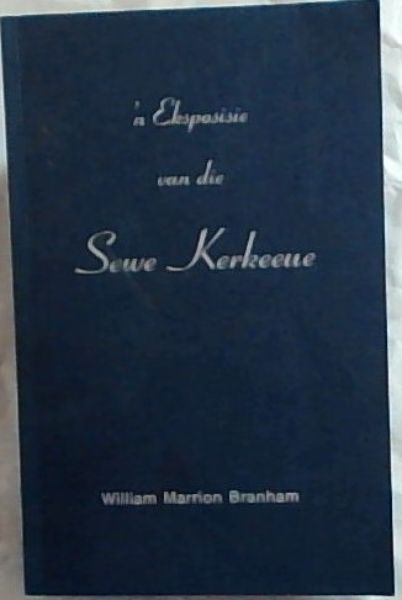 'n Eksposisie
van die
Sewe Kerkeeue
William Marrion Branham